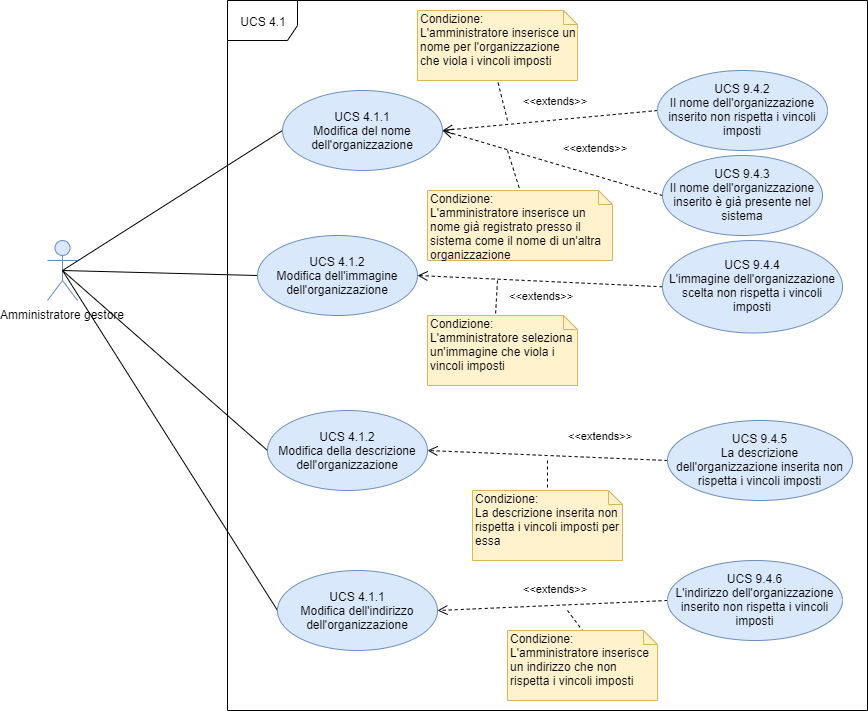 UCS 4.1
Condizione:
L'amministratore inserisce un
nome per l'organizzazione
che viola i vincoli imposti
UCS 4.1.1
Modifica del nome
dell'organizzazione
<<extends>>
UCS 9.4.2
Il nome dell'organizzazione
inserito non rispetta i vincoli
imposti
<<extends>>
UCS 9.4.3
Il nome dell'organizzazione
inserito è già presente nel
sistema
Condizione:
L'amministratore inserisce un
nome già registrato presso il
sistema come il nome di un'altra
organizzazione
Amministratore gestore
UCS 4.1.2
Modifica dell'immagine
dell'organizzazione
<<extends>>
UCS 9.4.4
L'immagine dell'organizzazione
scelta non rispetta i vincoli
imposti
Condizione:
L'amministratore seleziona
un'immagine che viola i
vincoli imposti
UCS 4.1.2
Modifica della descrizione
dell'organizzazione
<<extends>>
UCS 9.4.5
La descrizione
dell'organizzazione inserita non
rispetta i vincoli imposti
Condizione:
La descrizione inserita non
rispetta i vincoli imposti per
essa
UCS 4.1.1
Modifica dell'indirizzo
dell'organizzazione
<<extends>>
UCS 9.4.6
L'indirizzo dell'organizzazione
inserito non rispetta i vincoli
imposti
Condizione:
L'amministratore inserisce
un indirizzo che non
rispetta i vincoli imposti